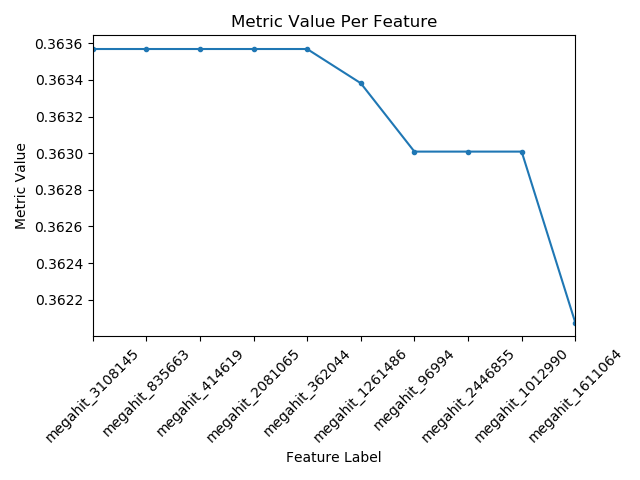 Metric Value Per Feature
0.3636
0.3634
0.3632
0.3630
0.3628
0.3626
0.3624
0.3622
Metric Value
megahit_3108145
megahit_835663
megahit_414619
megahit_2081065
megahit_362044
megahit_1261486
megahit_96994
megahit_2446855
megahit_1012990
megahit_1611064
Feature Label